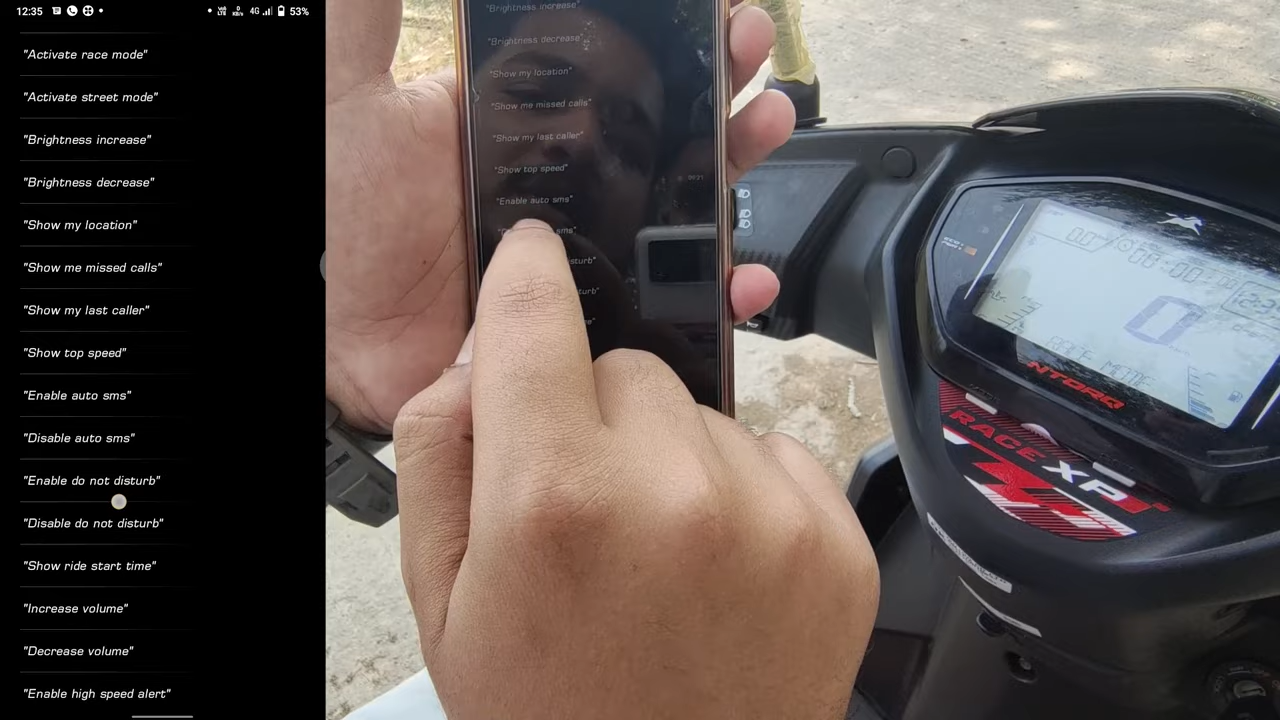 12:35
4G
53%
"Activate race mode"
"Activate street mode"
"Brightness increase"
"Brightness decrease"
"Show my location"
"Show me missed calls"
"Show my last caller"
"Show top speed"
"Enable auto sms"
"Disable auto sms"
"Enable do not disturb"
"Disable do not disturb"
"Show ride start time"
"Increase volume"
"Decrease volume"
"Enable high speed alert"
"Brightness increase"
"Brightness decrease"
"Show my location"
"Show me missed calls"
"Show my last caller"
"Show top speed"
"Enable auto sms"
sms"
0
RACE MODE
NTORQ
RACE XP